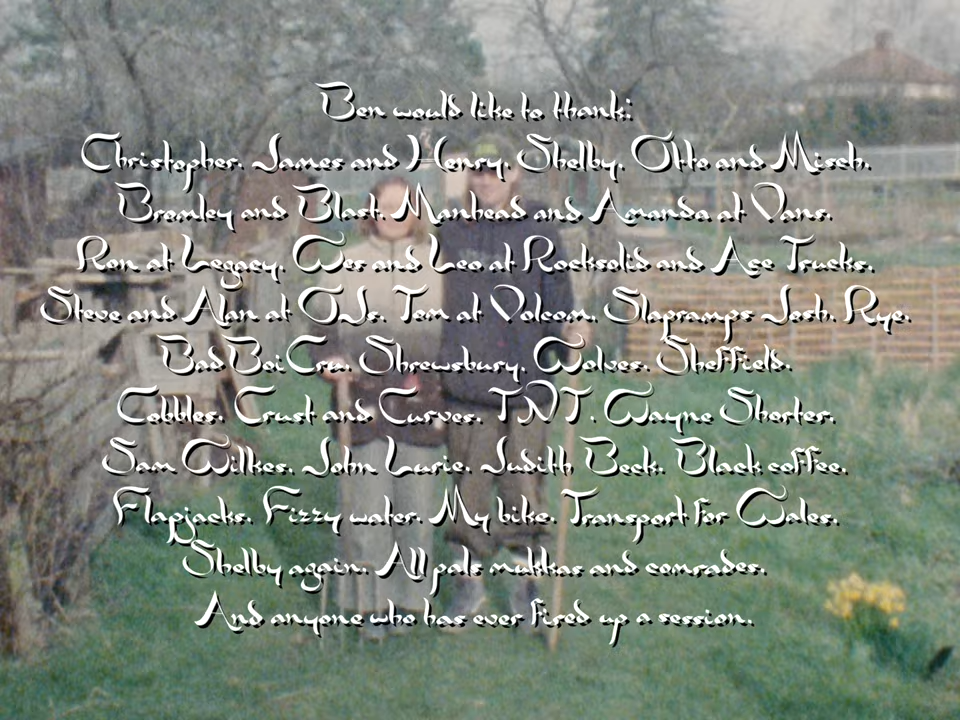 Ben would like to thank:
Christopher. James and Henry. Shelby. Otto and Misch.
Bromley and Blast. Manhead and Amanda at Vans.
Ron at Legacy. Wes and Leo at Rocksolid and Ace Trucks.
Steve and Alan at OJs. Tom at Volcom. Slapramps Josh. Rye.
BadBoiCru. Shrewsbury. Wolves. Sheffield.
Cobbles. Crust and Curves. TNT. Wayne Shorter.
Sam Wilkes. John Lurie. Judith Beck. Black coffee.
Flapjacks. Fizzy water. My bike. Transport for Wales.
Shelby again. All pals mukkas and comrades.
And anyone who has ever fired up a session.